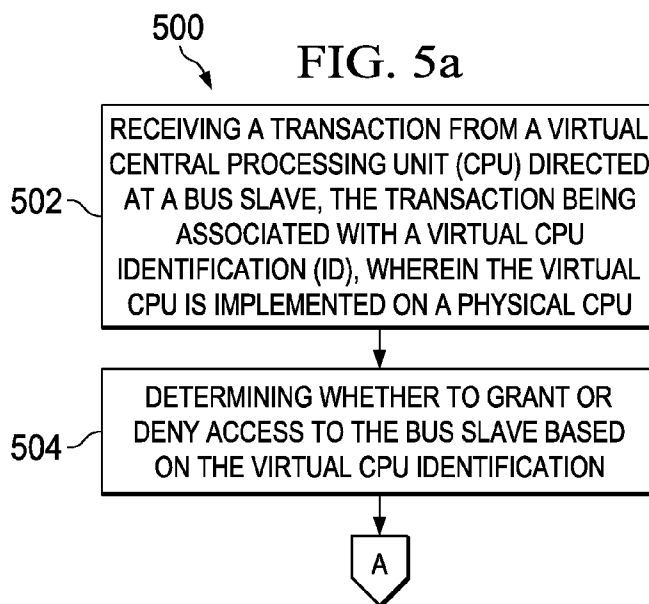 500
FIG. 5a
502
RECEIVING A TRANSACTION FROM A VIRTUAL
CENTRAL PROCESSING UNIT (CPU) DIRECTED
AT A BUS SLAVE, THE TRANSACTION BEING
ASSOCIATED WITH A VIRTUAL CPU
IDENTIFICATION (ID), WHEREIN THE VIRTUAL
CPU IS IMPLEMENTED ON A PHYSICAL CPU
504
DETERMINING WHETHER TO GRANT OR
DENY ACCESS TO THE BUS SLAVE BASED
ON THE VIRTUAL CPU IDENTIFICATION
A